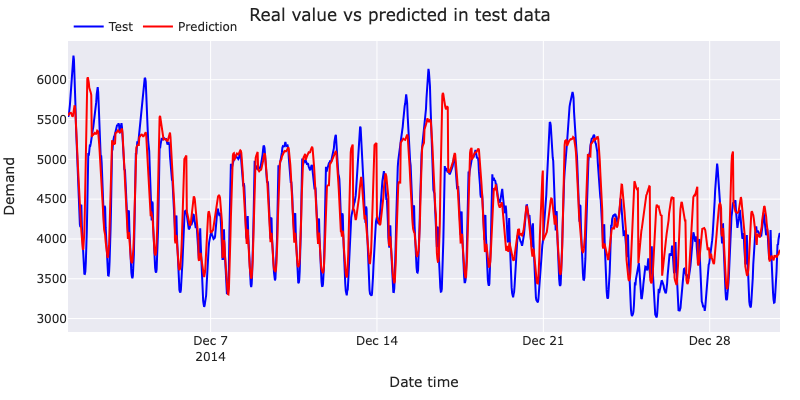 Real value vs predicted in test data
Test Prediction
6000
5500
5000
4500
4000
3500
3000
Demand
Dec 7 Dec 14 Dec 21 Dec 28
2014
Date time